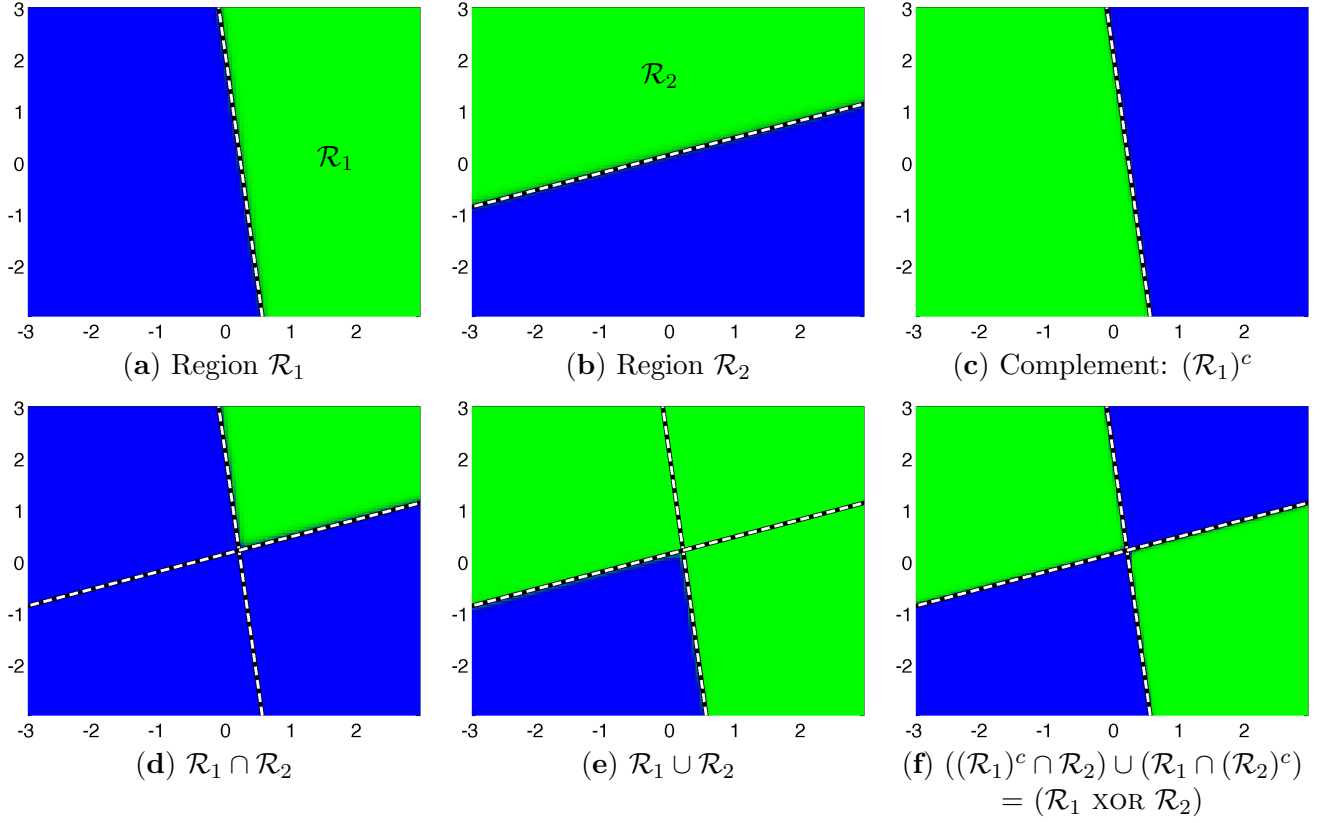 3
2
1
0
-1
-2
-3 -2 -1 0 1 2
R₁
(a) Region R₁
3
2
1
0
-1
-2
-3 -2 -1 0 1 2
R₂
(b) Region R₂
3
2
1
0
-1
-2
-3 -2 -1 0 1 2
(c) Complement: (R₁)ᶜ
3
2
1
0
-1
-2
-3 -2 -1 0 1 2
(d) R₁ ∩ R₂
3
2
1
0
-1
-2
-3 -2 -1 0 1 2
(e) R₁ ∪ R₂
3
2
1
0
-1
-2
-3 -2 -1 0 1 2
(f) ((R₁)ᶜ ∩ R₂) ∪ (R₁ ∩ (R₂)ᶜ)
= (R₁ XOR R₂)